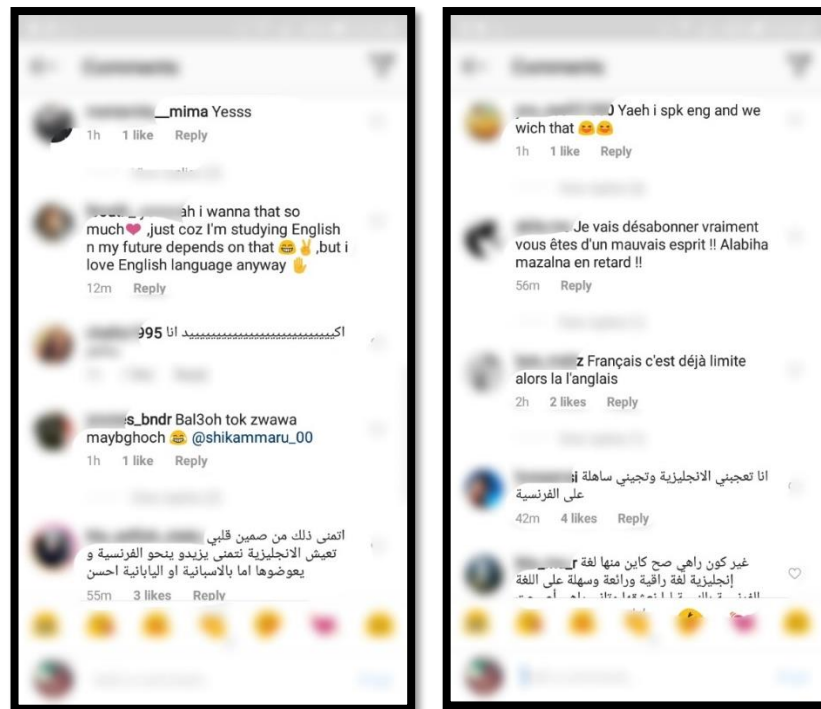 Comments
__mima Yesss
1h 1 like Reply
ah i wanna that so
much❤ ,just coz I'm studying English
n my future depends on that 😂✌,but i
love English language anyway ✋
12m Reply
995 اكييييييييييييييييييييييييييد انا
es_bndr Bal3oh tok zwawa
maybghoch 😂 @shikammaru_00
1h 1 like Reply
اتمنى ذلك من صمين قلبي
تعيش الانجليزية نتمنى يزيدو ينحو الفرنسية و
يعوضوها اما بالاسبانية او اليابانية احسن
55m 3 likes Reply
Comments
0 Yaeh i spk eng and we
wich that 🤗🤗
1h 1 like Reply
Je vais désabonner vraiment
vous êtes d'un mauvais esprit !! Alabiha
mazalna en retard !!
56m Reply
z Français c'est déjà limite
alors la l'anglais
2h 2 likes Reply
si انا تعجبني الانجليزية وتجيني ساهلة
على الفرنسية
42m 4 likes Reply
r غير كون راهي صح كاين منها لغة
إنجليزية لغة راقية ورائعة وسهلة على اللغة